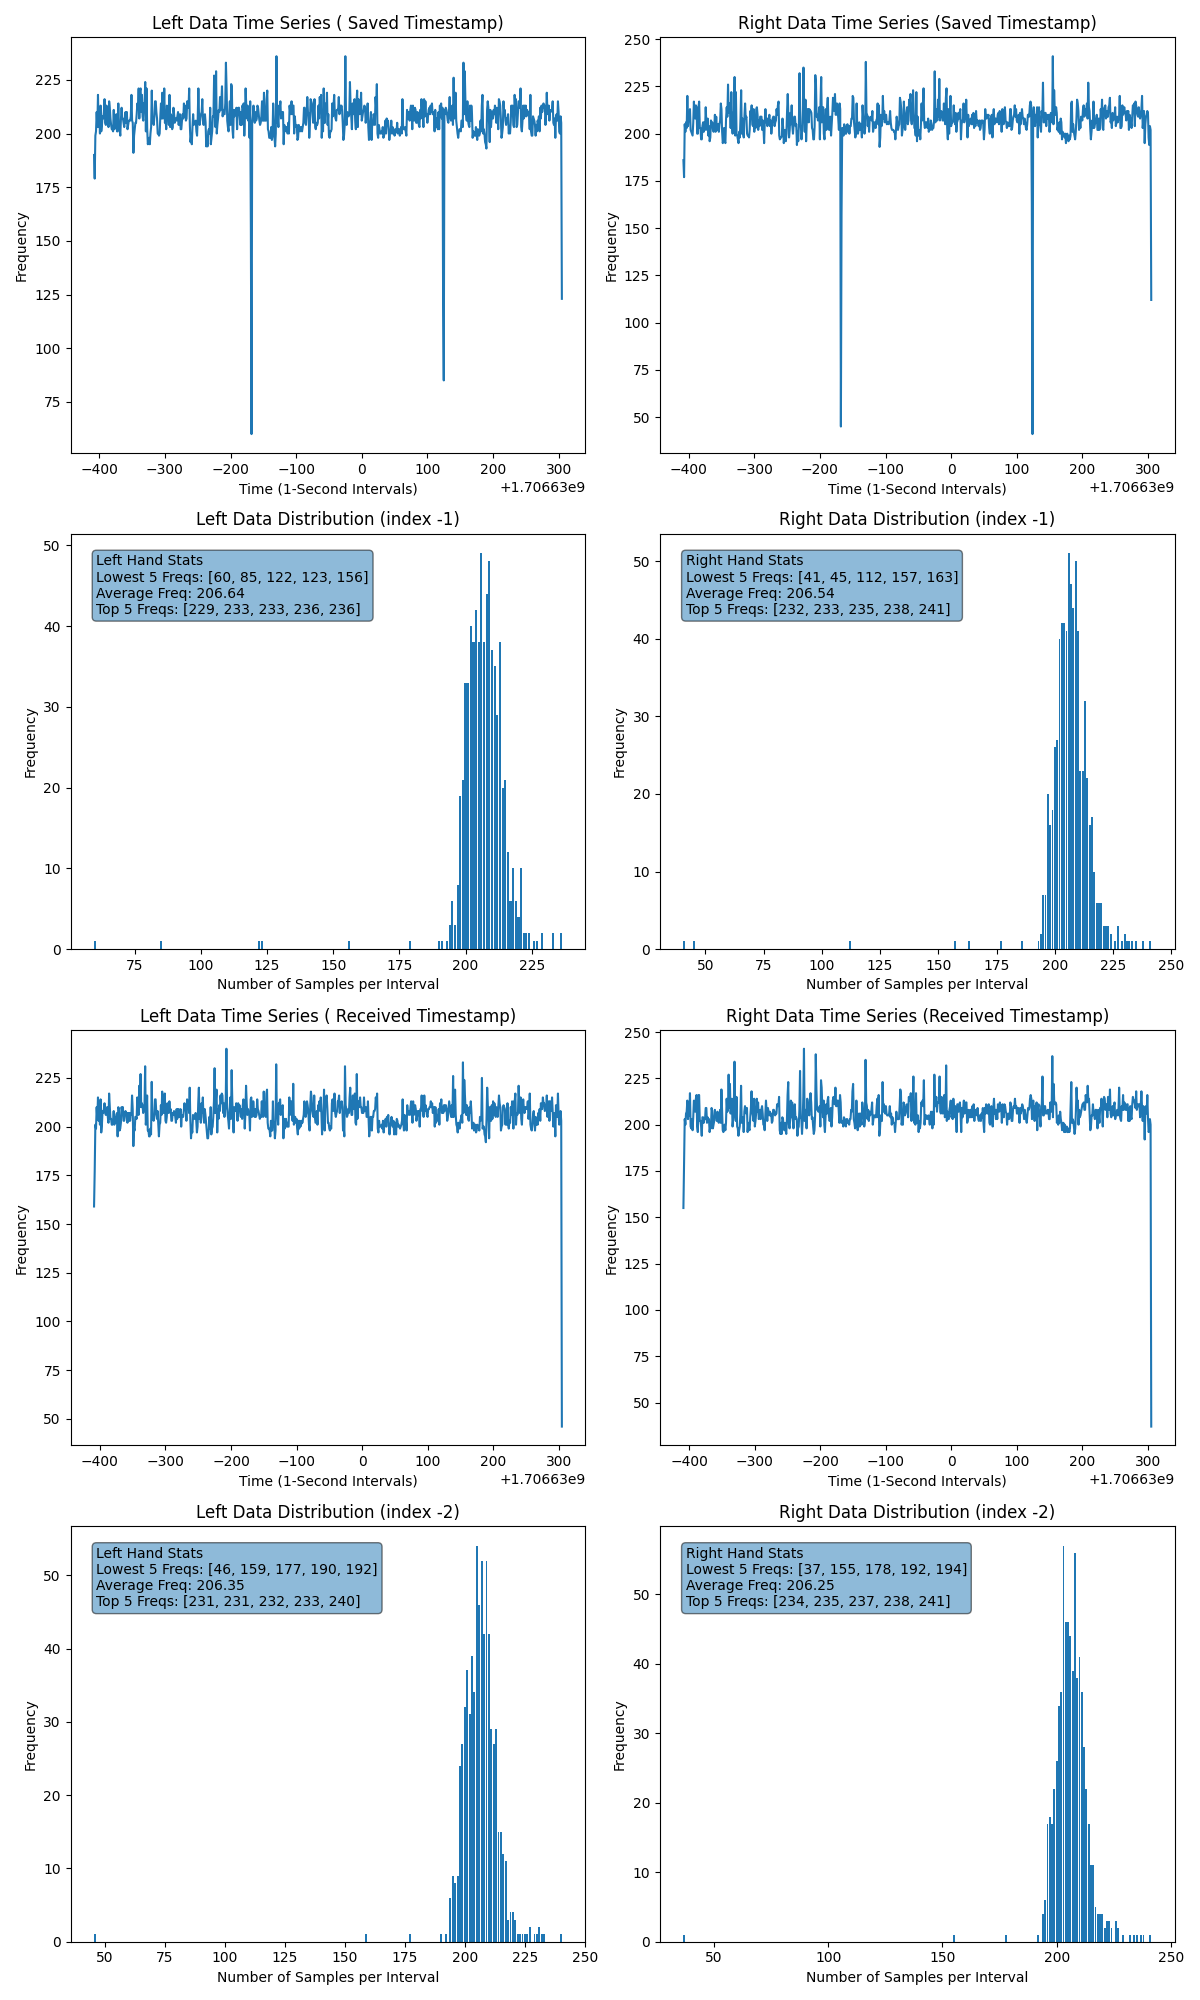 Left Data Time Series ( Saved Timestamp)
Frequency
225
200
175
150
125
100
75
−400 −300 −200 −100 0 100 200 300
Time (1-Second Intervals)
+1.70663e9
Right Data Time Series (Saved Timestamp)
Frequency
250
225
200
175
150
125
100
75
50
−400 −300 −200 −100 0 100 200 300
Time (1-Second Intervals)
+1.70663e9
Left Data Distribution (index -1)
Left Hand Stats
Lowest 5 Freqs: [60, 85, 122, 123, 156]
Average Freq: 206.64
Top 5 Freqs: [229, 233, 233, 236, 236]
Frequency
50
40
30
20
10
0
75 100 125 150 175 200 225
Number of Samples per Interval
Right Data Distribution (index -1)
Right Hand Stats
Lowest 5 Freqs: [41, 45, 112, 157, 163]
Average Freq: 206.54
Top 5 Freqs: [232, 233, 235, 238, 241]
Frequency
50
40
30
20
10
0
50 75 100 125 150 175 200 225 250
Number of Samples per Interval
Left Data Time Series ( Received Timestamp)
Frequency
225
200
175
150
125
100
75
50
−400 −300 −200 −100 0 100 200 300
Time (1-Second Intervals)
+1.70663e9
Right Data Time Series (Received Timestamp)
Frequency
250
225
200
175
150
125
100
75
50
−400 −300 −200 −100 0 100 200 300
Time (1-Second Intervals)
+1.70663e9
Left Data Distribution (index -2)
Left Hand Stats
Lowest 5 Freqs: [46, 159, 177, 190, 192]
Average Freq: 206.35
Top 5 Freqs: [231, 231, 232, 233, 240]
Frequency
50
40
30
20
10
0
50 75 100 125 150 175 200 225 250
Number of Samples per Interval
Right Data Distribution (index -2)
Right Hand Stats
Lowest 5 Freqs: [37, 155, 178, 192, 194]
Average Freq: 206.25
Top 5 Freqs: [234, 235, 237, 238, 241]
Frequency
50
40
30
20
10
0
50 100 150 200 250
Number of Samples per Interval